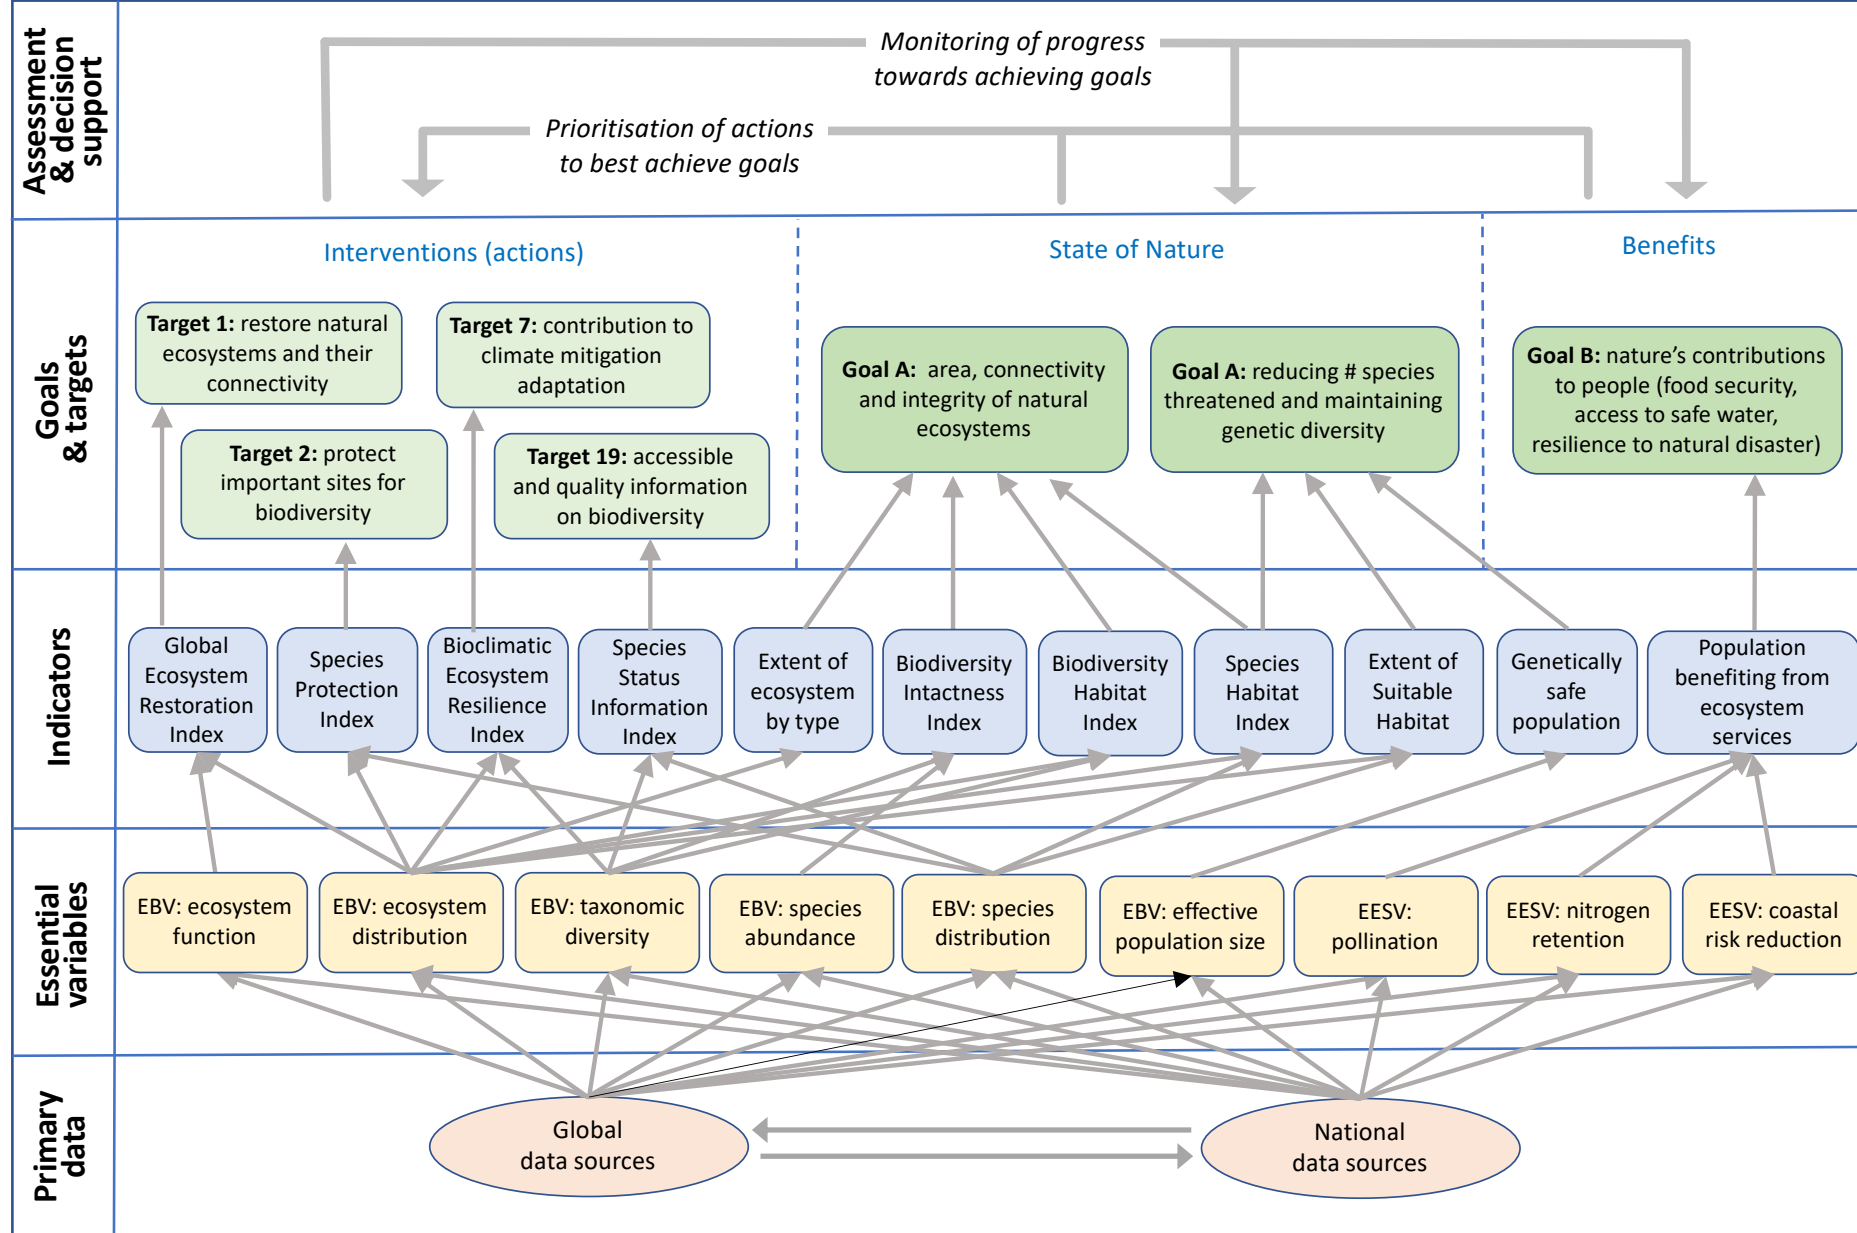 Assessment
& decision
support
Monitoring of progress
towards achieving goals
Prioritisation of actions
to best achieve goals
Goals
& targets
Interventions (actions)
State of Nature
Benefits
Target 1: restore natural
ecosystems and their
connectivity
Target 7: contribution to
climate mitigation
adaptation
Target 2: protect
important sites for
biodiversity
Target 19: accessible
and quality information
on biodiversity
Goal A:  area, connectivity
and integrity of natural
ecosystems
Goal A: reducing # species
threatened and maintaining
genetic diversity
Goal B: nature's contributions
to people (food security,
access to safe water,
resilience to natural disaster)
Indicators
Global
Ecosystem
Restoration
Index
Species
Protection
Index
Bioclimatic
Ecosystem
Resilience
Index
Species
Status
Information
Index
Extent of
ecosystem
by type
Biodiversity
Intactness
Index
Biodiversity
Habitat
Index
Species
Habitat
Index
Extent of
Suitable
Habitat
Genetically
safe
population
Population
benefiting from
ecosystem
services
Essential
variables
EBV: ecosystem
function
EBV: ecosystem
distribution
EBV: taxonomic
diversity
EBV: species
abundance
EBV: species
distribution
EBV: effective
population size
EESV:
pollination
EESV: nitrogen
retention
EESV: coastal
risk reduction
Primary
data
Global
data sources
National
data sources